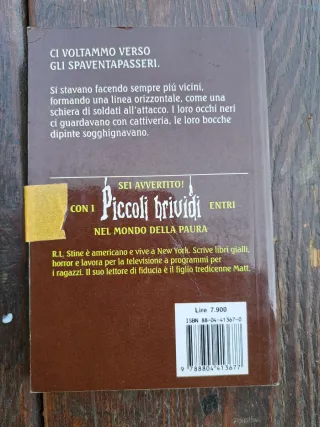 CI VOLTAMMO VERSO
GLI SPAVENTAPASSERI.
Si stavano facendo sempre più vicini,
formando una linea orizzontale, come una
schiera di soldati all'attacco. I loro occhi neri
ci guardavano con cattiveria, le loro bocche
dipinte sogghignavano.
SEI AVVERTITO!
CON I Piccoli brividi ENTRI
NEL MONDO DELLA PAURA
R.L. Stine è americano e vive a New York. Scrive libri gialli,
horror e lavora per la televisione a programmi per
i ragazzi. Il suo lettore di fiducia è il figlio tredicenne Matt.
Lire 7.900
ISBN 88-04-41367-0
9 788804 413677